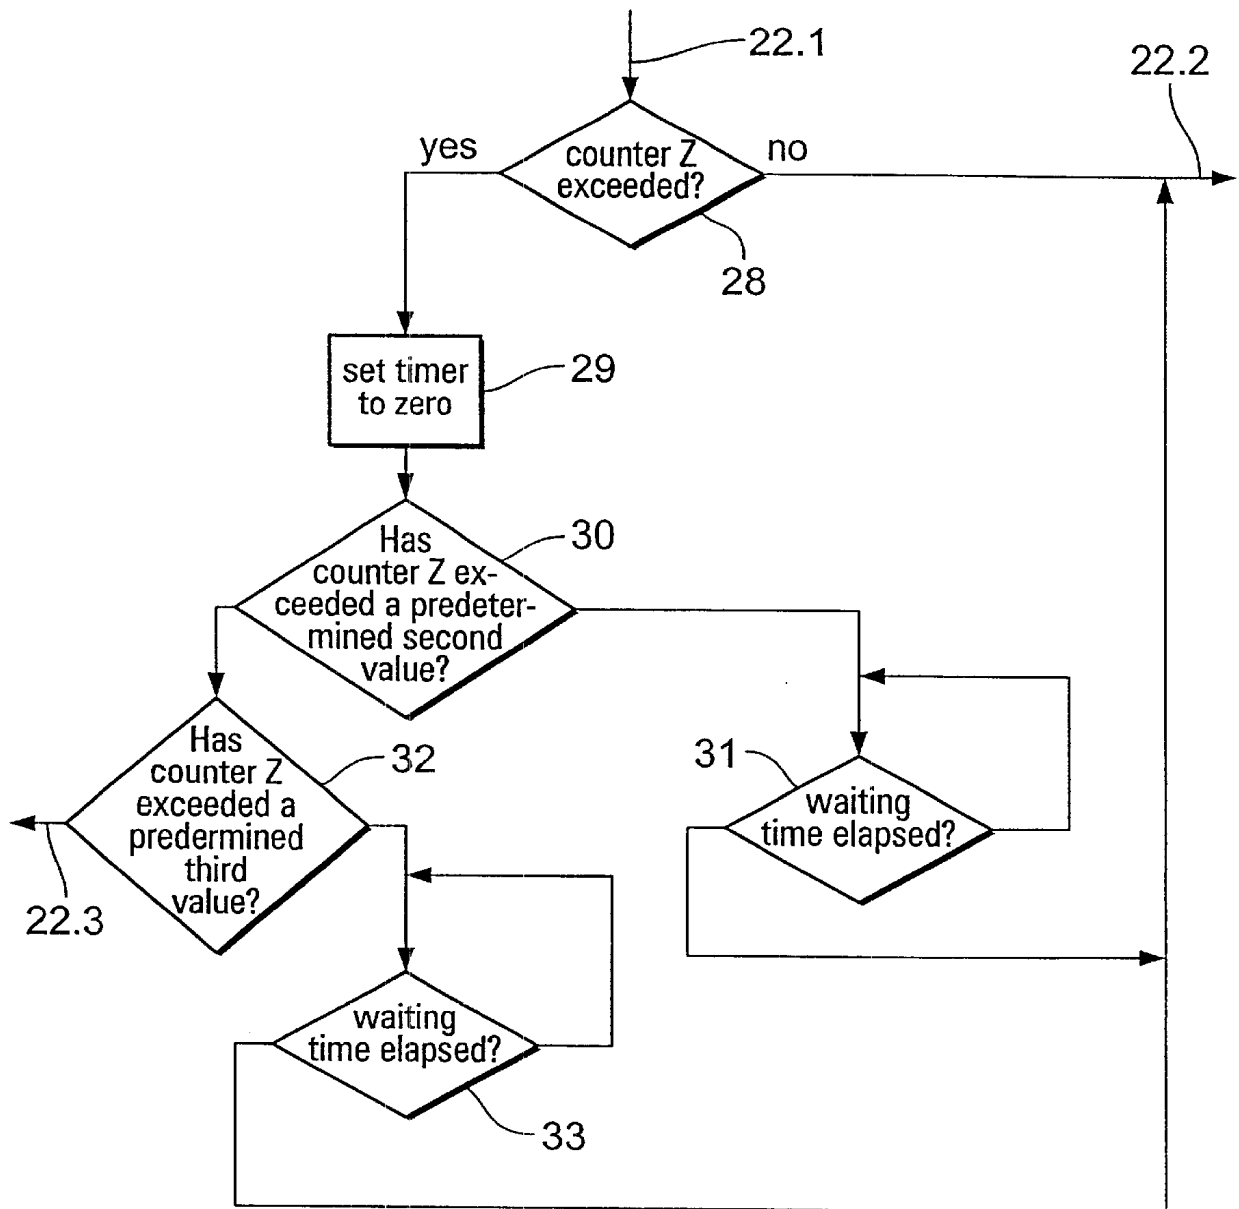 22.1
22.2
yes
counter Z
exceeded?
no
28
set timer
to zero
29
Has
counter Z ex-
ceeded a predeter-
mined second
value?
30
Has
counter Z
exceeded a
predermined
third
value?
32
31
waiting
time elapsed?
22.3
waiting
time elapsed?
33